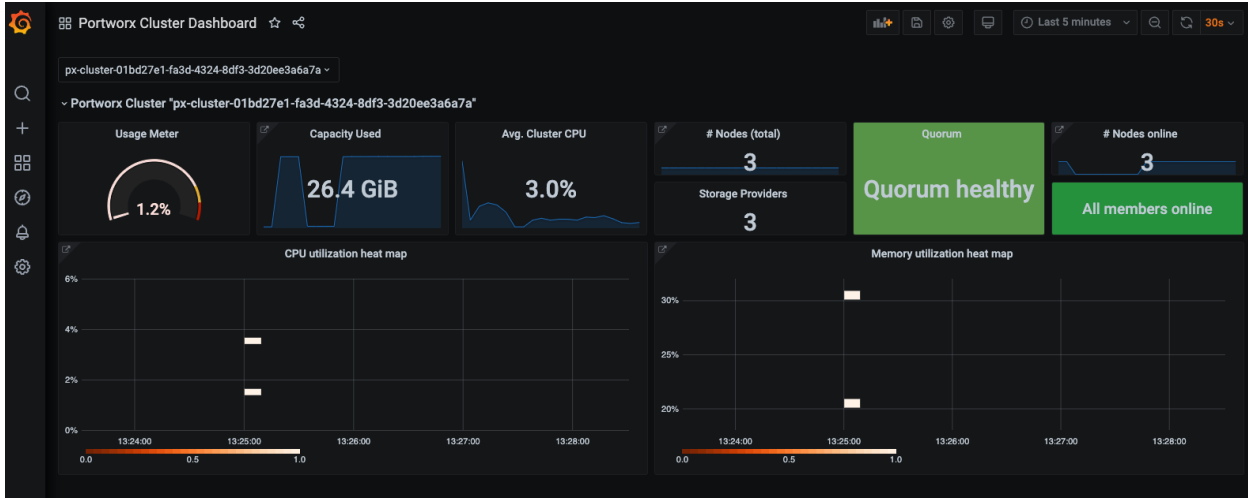 Portworx Cluster Dashboard
Last 5 minutes
30s
px-cluster-01bd27e1-fa3d-4324-8df3-3d20ee3a6a7a
Portworx Cluster "px-cluster-01bd27e1-fa3d-4324-8df3-3d20ee3a6a7a"
Usage Meter
1.2%
Capacity Used
26.4 GiB
Avg. Cluster CPU
3.0%
# Nodes (total)
3
Storage Providers
3
Quorum
Quorum healthy
# Nodes online
3
All members online
CPU utilization heat map
6%
4%
2%
0%
13:24:00 13:25:00 13:26:00 13:27:00 13:28:00
0.0 0.5 1.0
Memory utilization heat map
30%
25%
20%
13:24:00 13:25:00 13:26:00 13:27:00 13:28:00
0.0 0.5 1.0